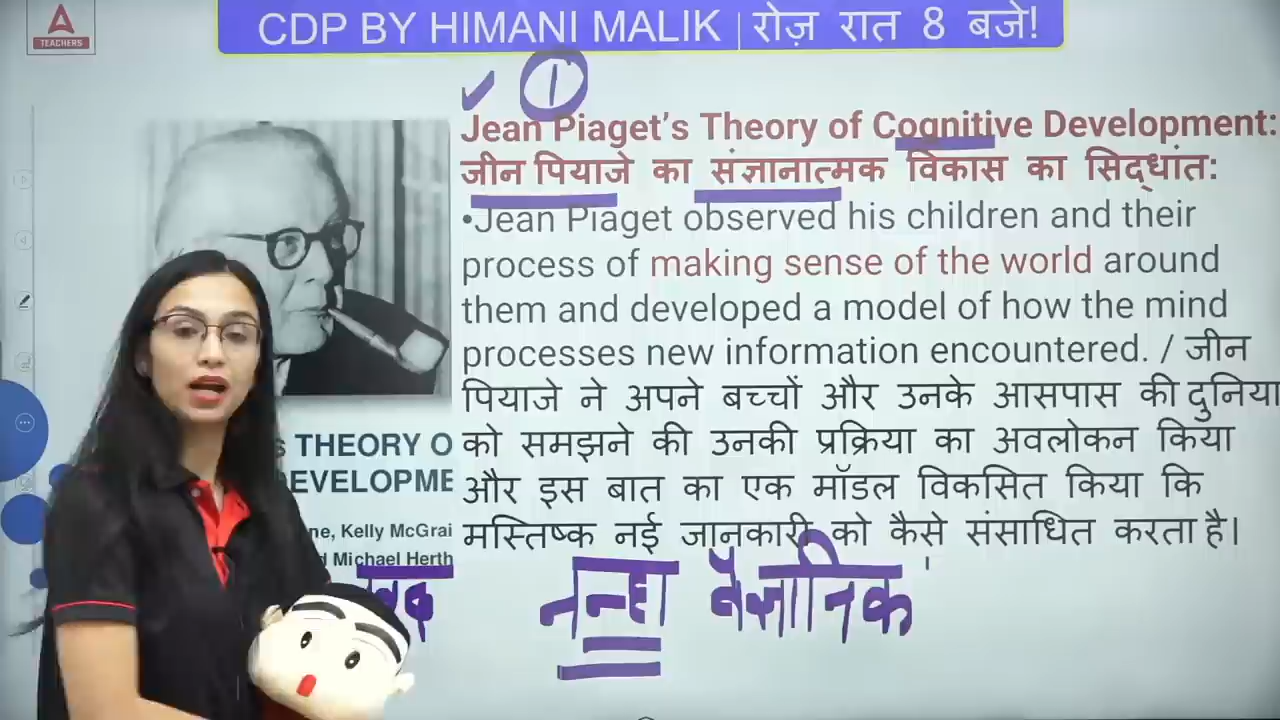 CDP BY HIMANI MALIK | रोज़ रात 8 बजे!
TEACHERS
1
Jean Piaget’s Theory of Cognitive Development:
जीन पियाजे का संज्ञानात्मक विकास का सिद्धांत:
•Jean Piaget observed his children and their
process of making sense of the world around
them and developed a model of how the mind
processes new information encountered. / जीन
पियाजे ने अपने बच्चों और उनके आसपास की दुनिया
को समझने की उनकी प्रक्रिया का अवलोकन किया
और इस बात का एक मॉडल विकसित किया कि
मस्तिष्क नई जानकारी को कैसे संसाधित करता है।
THEORY O
EVELOPME
ne, Kelly McGrai
Michael Herth
नन्हा वैज्ञानिक